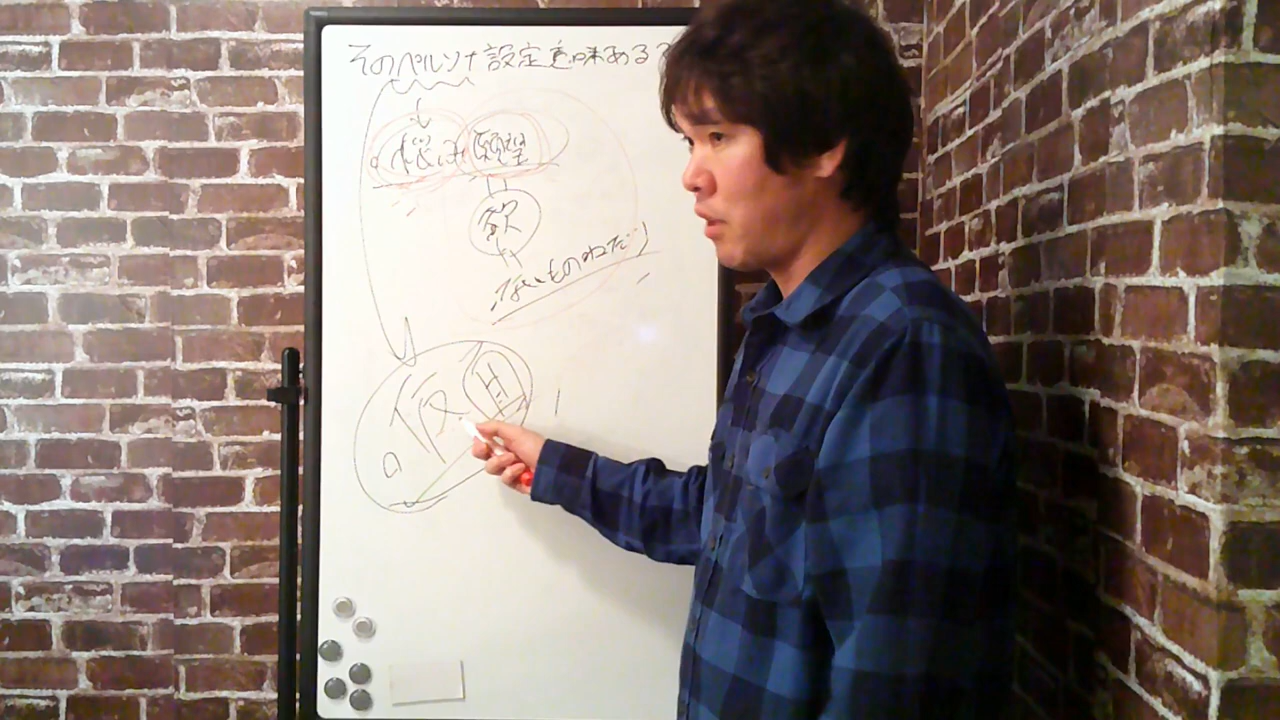 そのペルソナ設定意味ある?
悩み 願望
欲
ないものねだり
仮面